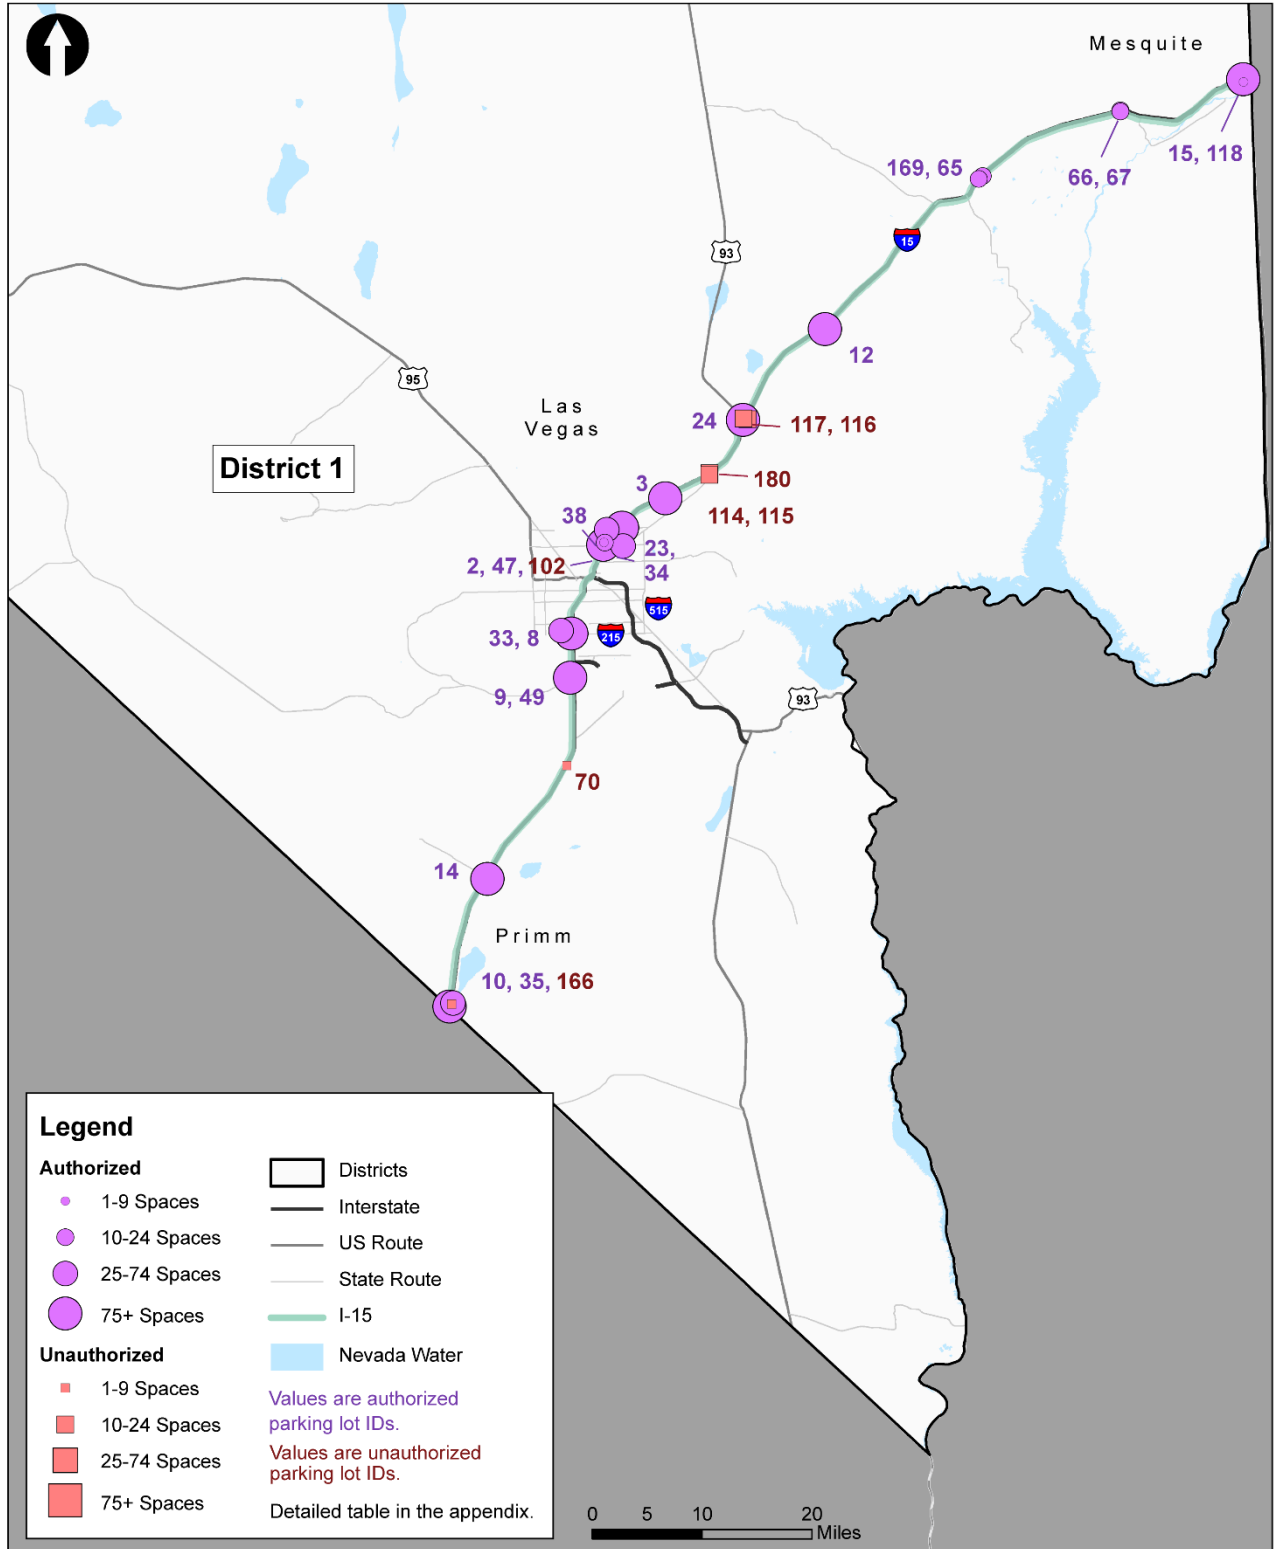 Mesquite
15, 118
66, 67
169, 65
15
93
12
95
Las
Vegas
24
117, 116
District 1
180
3
114, 115
38
23,
34
2, 47, 102
515
33, 8
215
9, 49
93
70
14
Primm
10, 35, 166
Legend
Authorized
1-9 Spaces
10-24 Spaces
25-74 Spaces
75+ Spaces
Unauthorized
1-9 Spaces
10-24 Spaces
25-74 Spaces
75+ Spaces
Districts
Interstate
US Route
State Route
I-15
Nevada Water
Values are authorized
parking lot IDs.
Values are unauthorized
parking lot IDs.
Detailed table in the appendix.
0 5 10 20
Miles